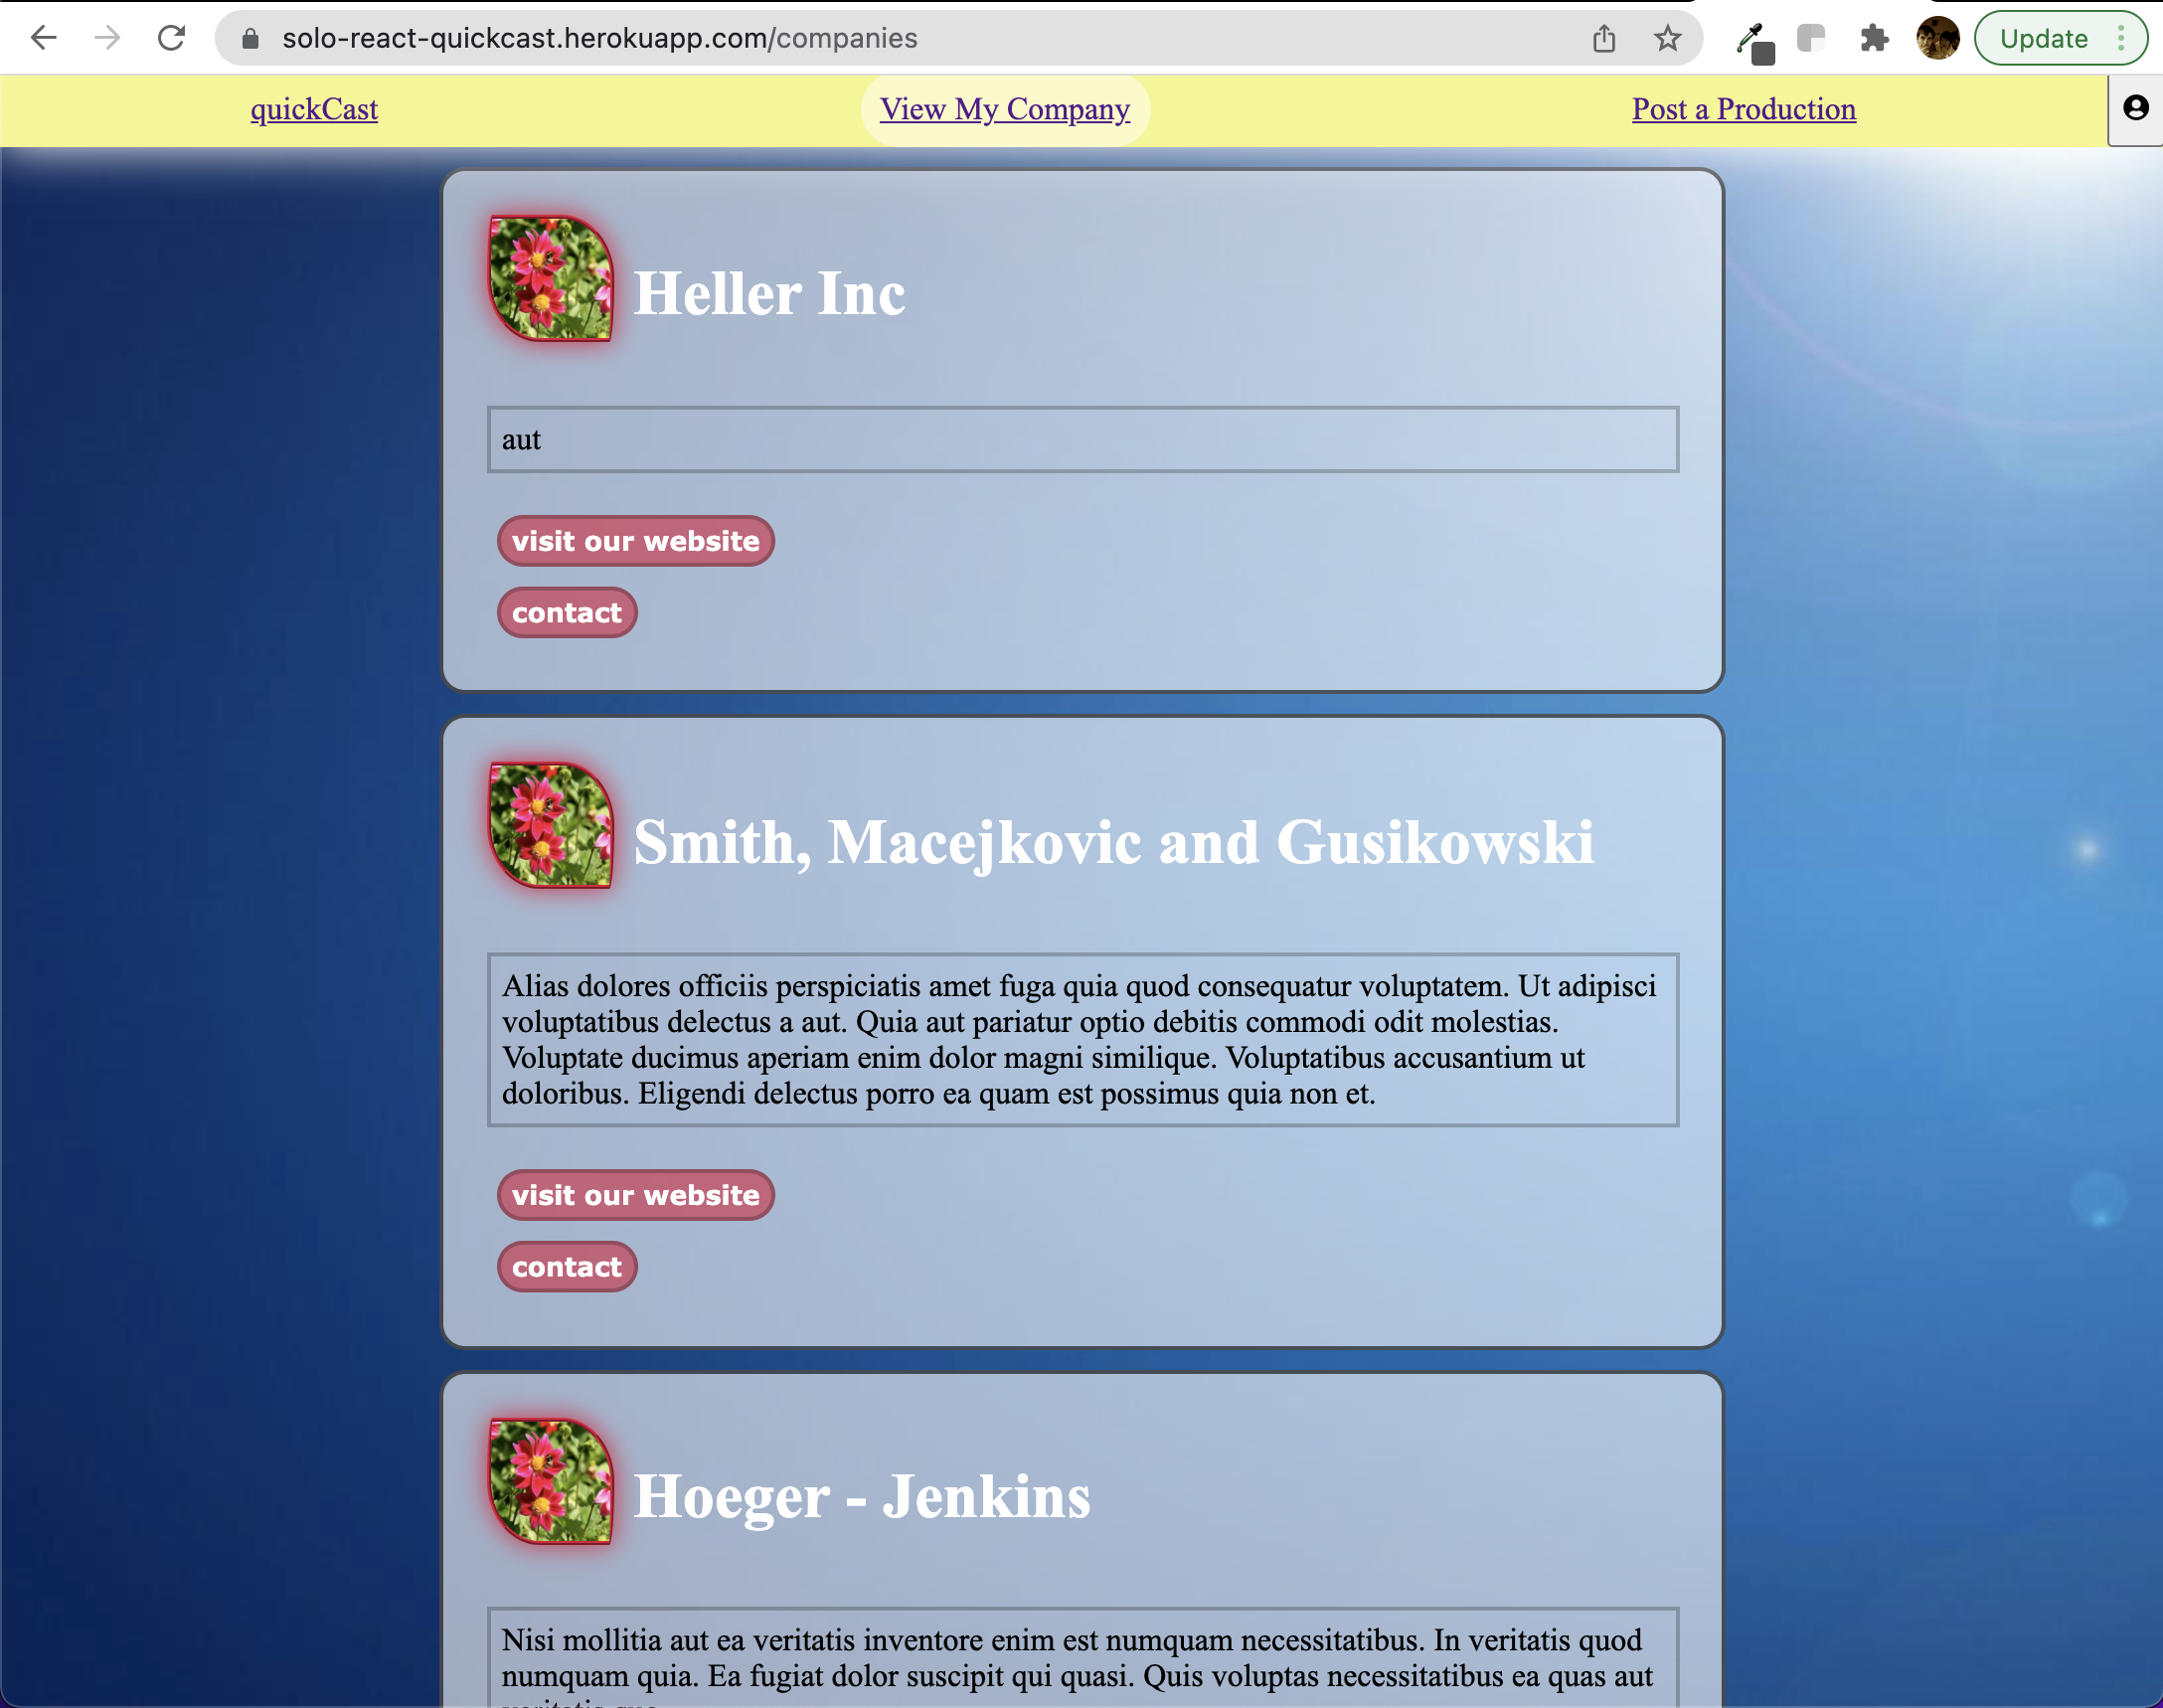 solo-react-quickcast.herokuapp.com/companies
Update
quickCast
View My Company
Post a Production
Heller Inc
aut
visit our website
contact
Smith, Macejkovic and Gusikowski
Alias dolores officiis perspiciatis amet fuga quia quod consequatur voluptatem. Ut adipisci
voluptatibus delectus a aut. Quia aut pariatur optio debitis commodi odit molestias.
Voluptate ducimus aperiam enim dolor magni similique. Voluptatibus accusantium ut
doloribus. Eligendi delectus porro ea quam est possimus quia non et.
visit our website
contact
Hoeger - Jenkins
Nisi mollitia aut ea veritatis inventore enim est numquam necessitatibus. In veritatis quod
numquam quia. Ea fugiat dolor suscipit qui quasi. Quis voluptas necessitatibus ea quas aut